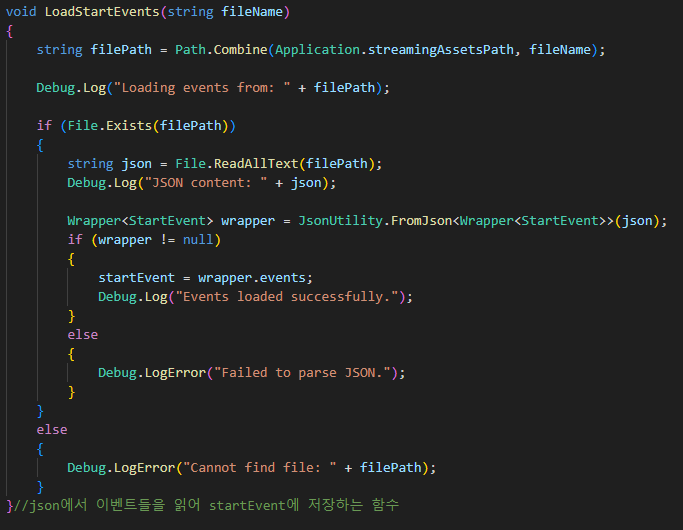 void LoadStartEvents(string fileName)
{
    string filePath = Path.Combine(Application.streamingAssetsPath, fileName);

    Debug.Log("Loading events from: " + filePath);

    if (File.Exists(filePath))
    {
        string json = File.ReadAllText(filePath);
        Debug.Log("JSON content: " + json);

        Wrapper<StartEvent> wrapper = JsonUtility.FromJson<Wrapper<StartEvent>>(json);
        if (wrapper != null)
        {
            startEvent = wrapper.events;
            Debug.Log("Events loaded successfully.");
        }
        else
        {
            Debug.LogError("Failed to parse JSON.");
        }
    }
    else
    {
        Debug.LogError("Cannot find file: " + filePath);
    }
}//json에서 이벤트들을 읽어 startEvent에 저장하는 함수